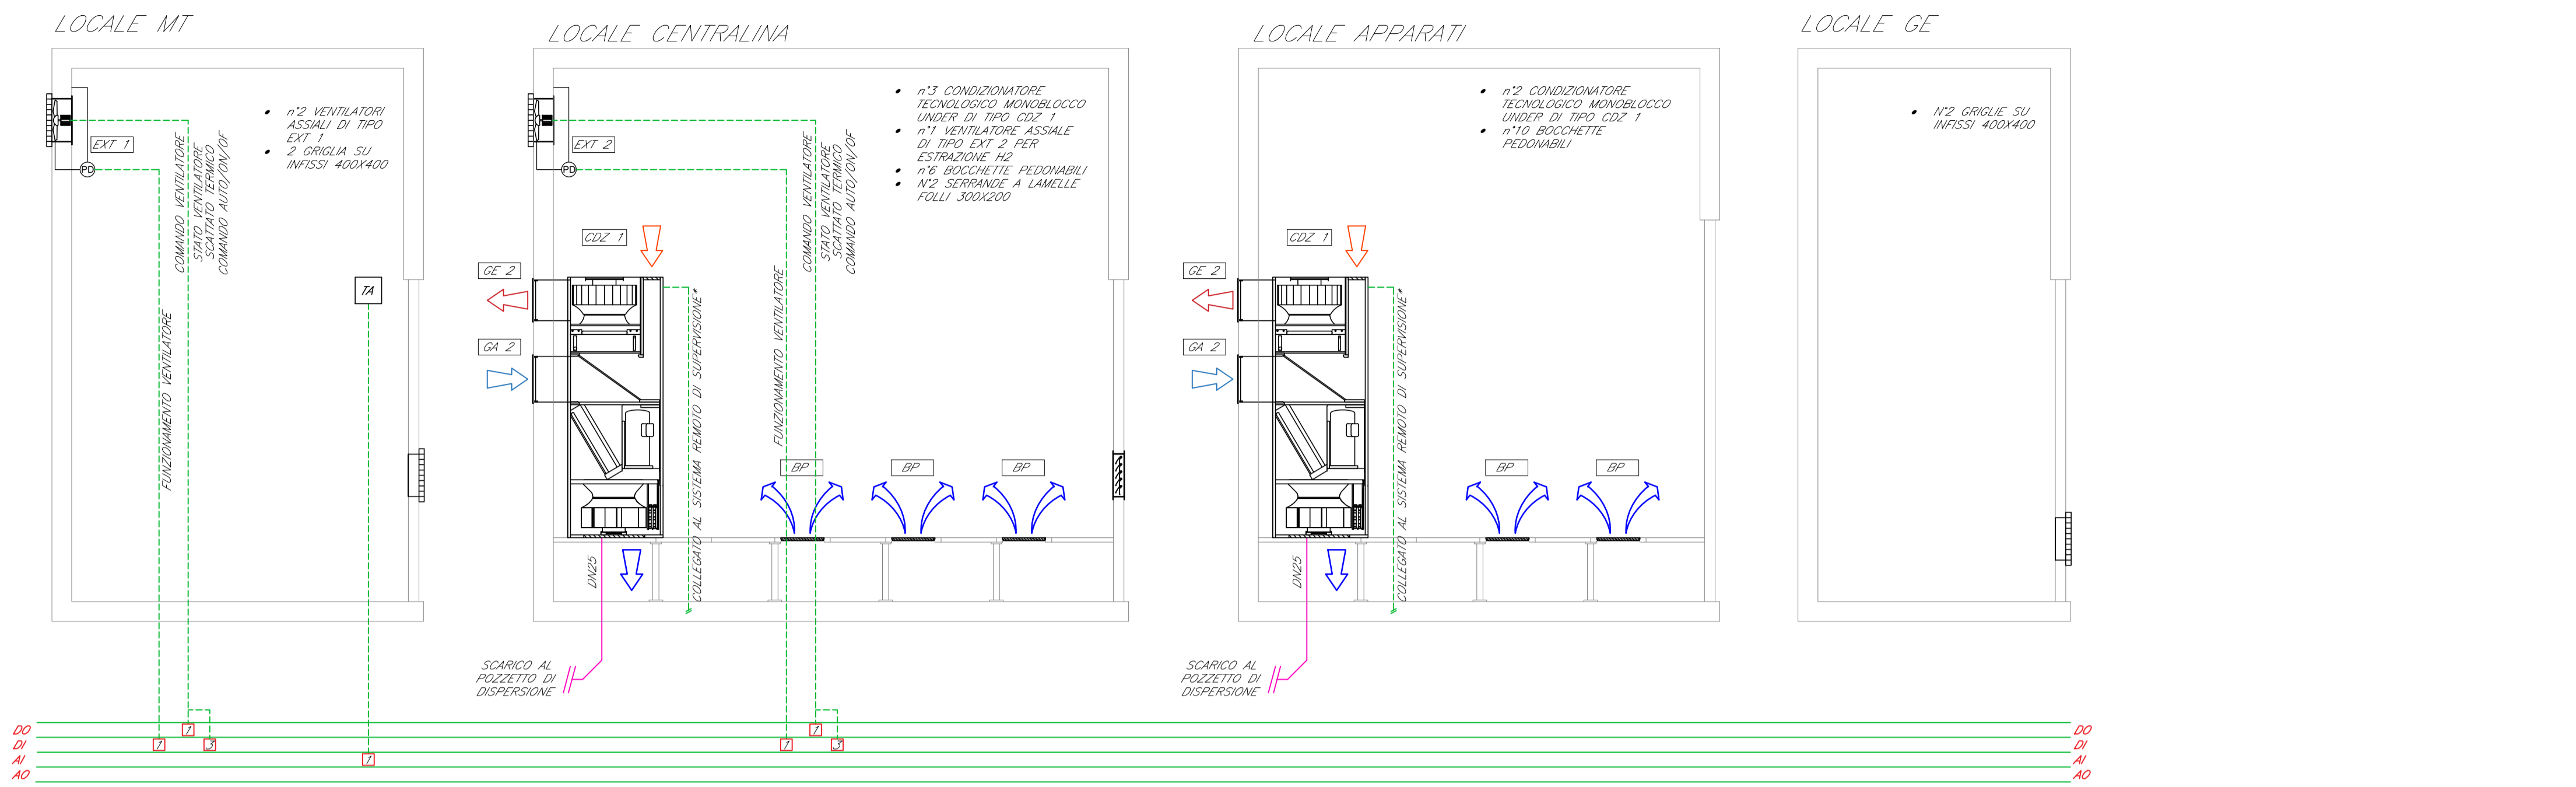 LOCALE MT
n°2 VENTILATORI
ASSIALI DI TIPO
EXT 1
2 GRIGLIA SU
INFISSI 400X400
EXT 1
PD
COMANDO VENTILATORE
STATO VENTILATORE
SCATTATO TERMICO
COMANDO AUTO/ON/OF
FUNZIONAMENTO VENTILATORE
TA
LOCALE CENTRALINA
n°3 CONDIZIONATORE
TECNOLOGICO MONOBLOCCO
UNDER DI TIPO CDZ 1
n°1 VENTILATORE ASSIALE
DI TIPO EXT 2 PER
ESTRAZIONE H2
n°6 BOCCHETTE PEDONABILI
N°2 SERRANDE A LAMELLE
FOLLI 300X200
EXT 2
PD
COMANDO VENTILATORE
STATO VENTILATORE
SCATTATO TERMICO
COMANDO AUTO/ON/OF
FUNZIONAMENTO VENTILATORE
CDZ 1
GE 2
GA 2
COLLEGATO AL SISTEMA REMOTO DI SUPERVISIONE*
BP
BP
BP
DN25
SCARICO AL
POZZETTO DI
DISPERSIONE
LOCALE APPARATI
n°2 CONDIZIONATORE
TECNOLOGICO MONOBLOCCO
UNDER DI TIPO CDZ 1
n°10 BOCCHETTE
PEDONABILI
CDZ 1
GE 2
GA 2
COLLEGATO AL SISTEMA REMOTO DI SUPERVISIONE*
BP
BP
DN25
SCARICO AL
POZZETTO DI
DISPERSIONE
LOCALE GE
N°2 GRIGLIE SU
INFISSI 400X400
DO 1 1 DO
DI 1 3 1 3 DI
AI 1 AI
AO AO